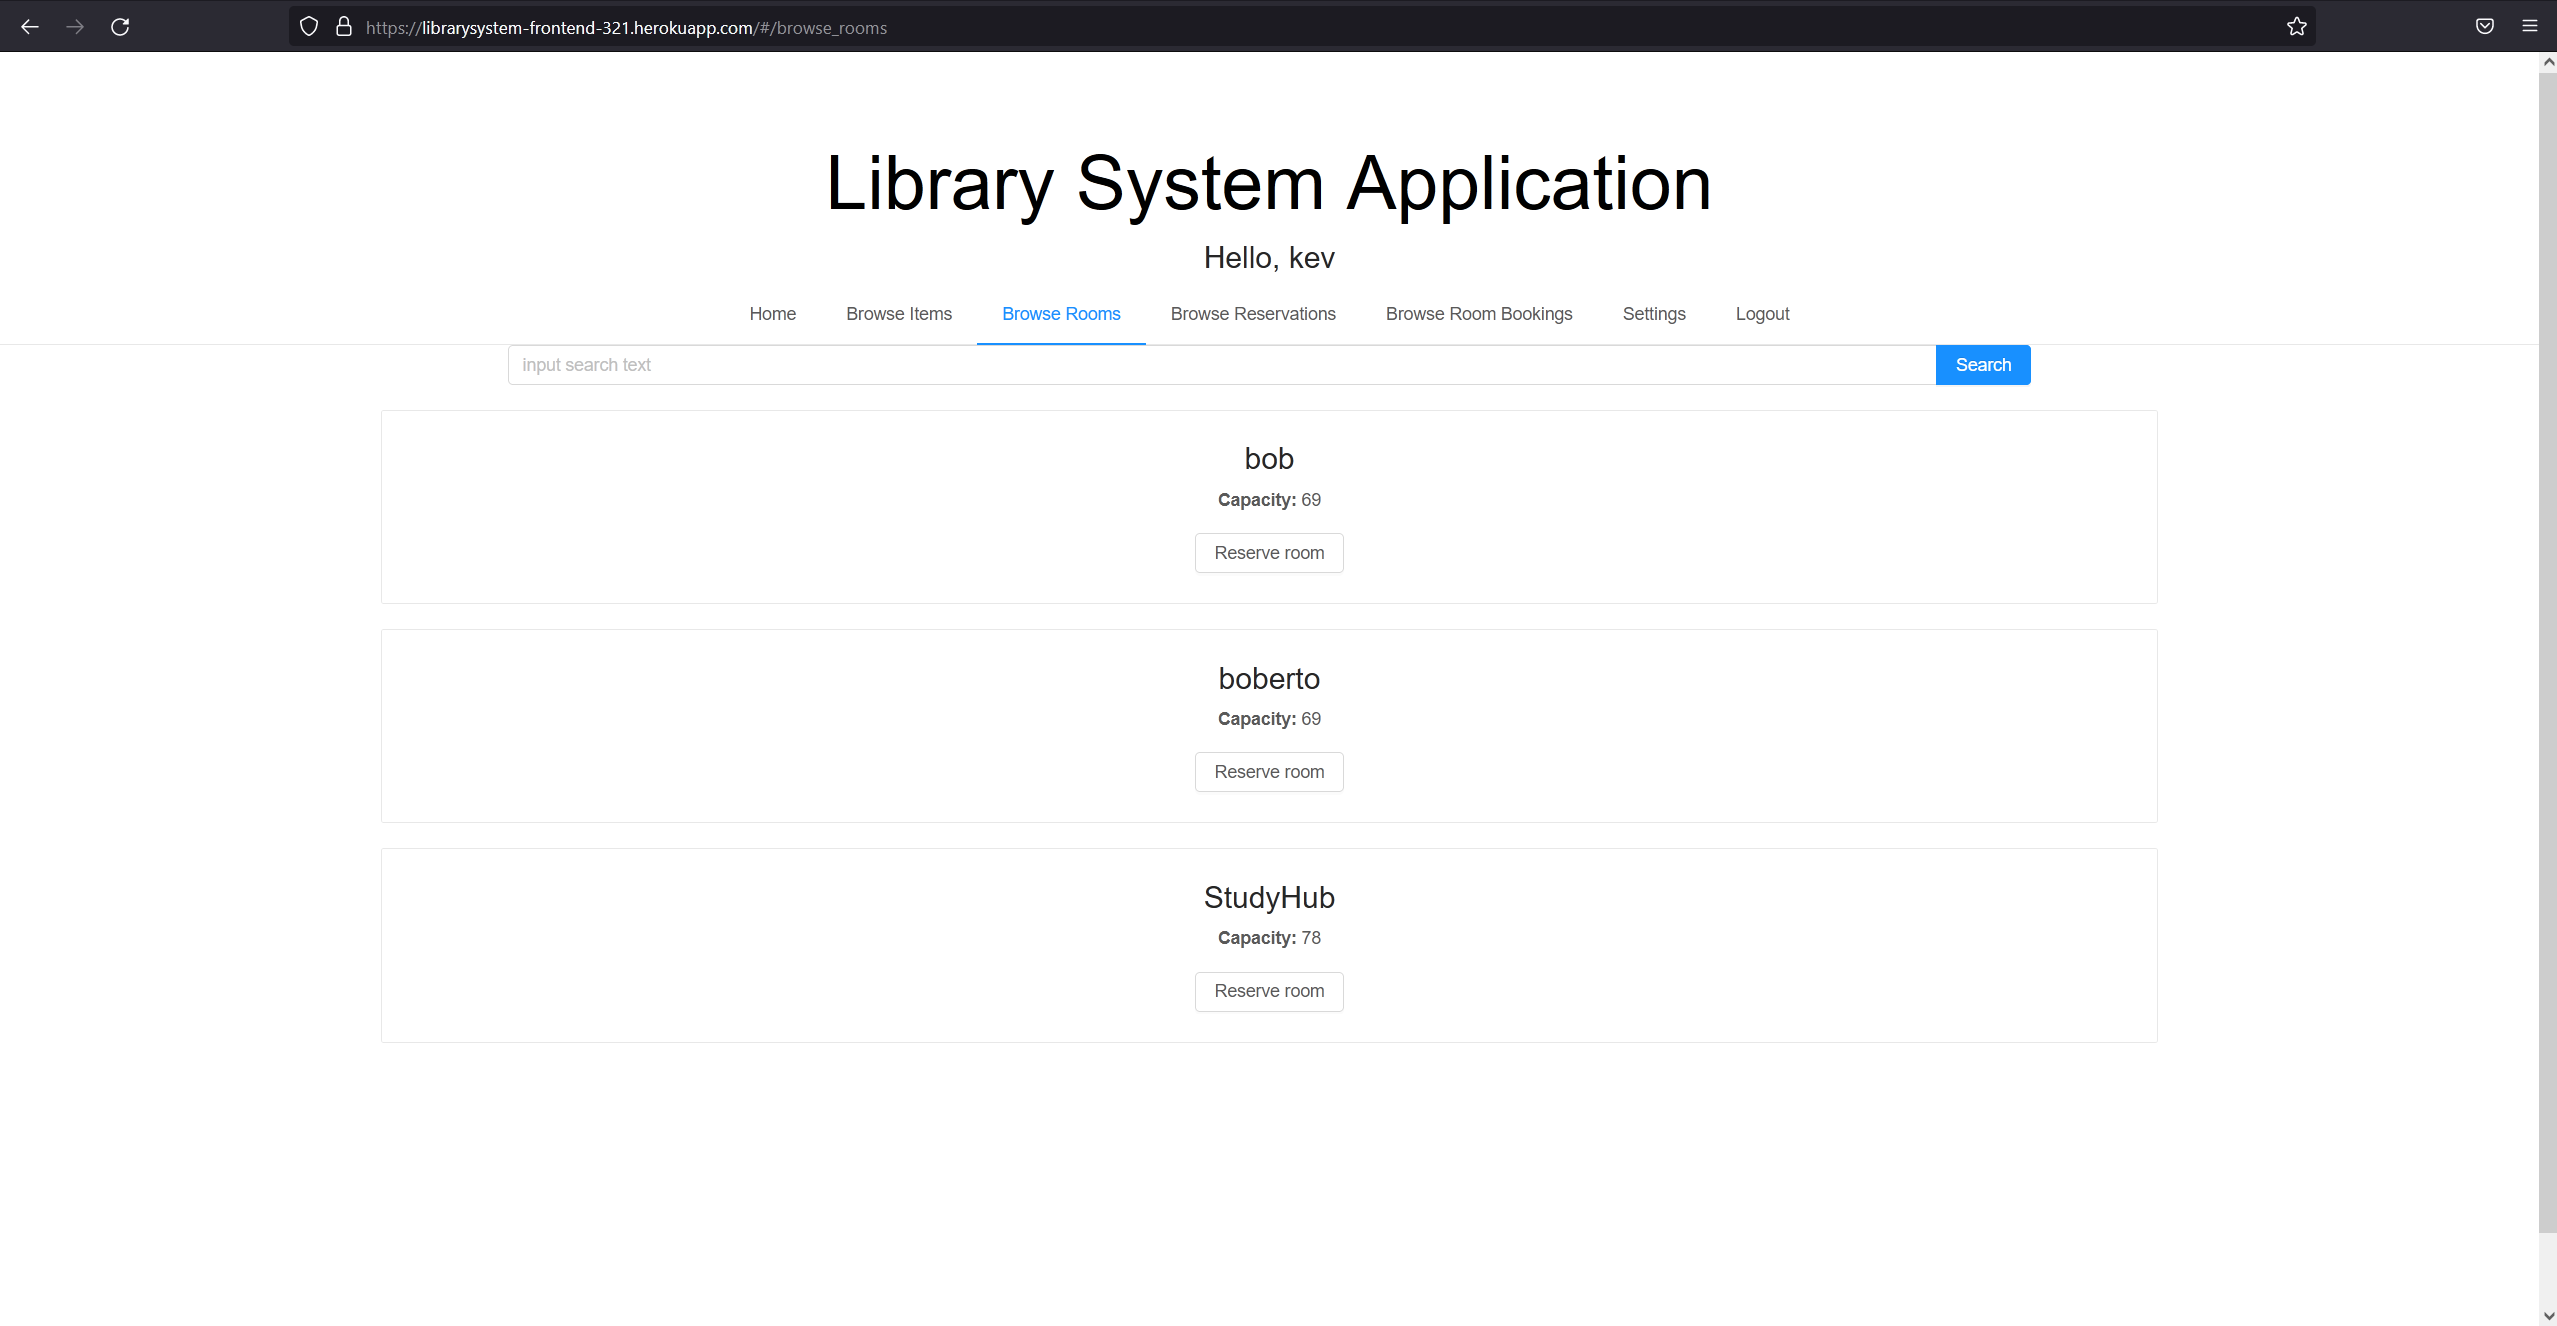 https://librarysystem-frontend-321.herokuapp.com/#/browse_rooms
Library System Application
Hello, kev
Home Browse Items Browse Rooms Browse Reservations Browse Room Bookings Settings Logout
input search text Search
bob
Capacity: 69
Reserve room
boberto
Capacity: 69
Reserve room
StudyHub
Capacity: 78
Reserve room